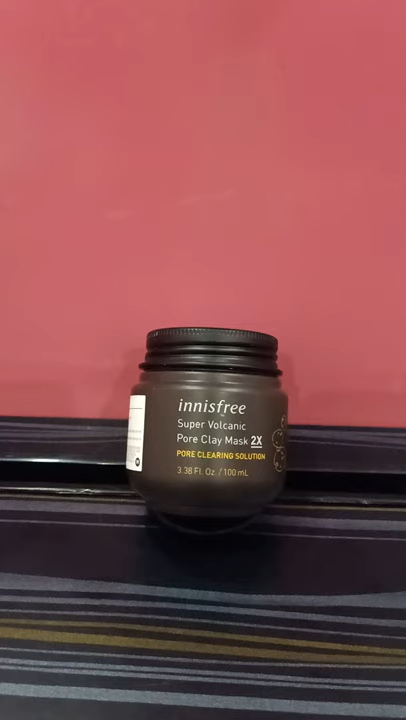 innisfree
Super Volcanic
Pore Clay Mask 2X
PORE CLEARING SOLUTION
3.38 Fl. Oz. / 100 mL